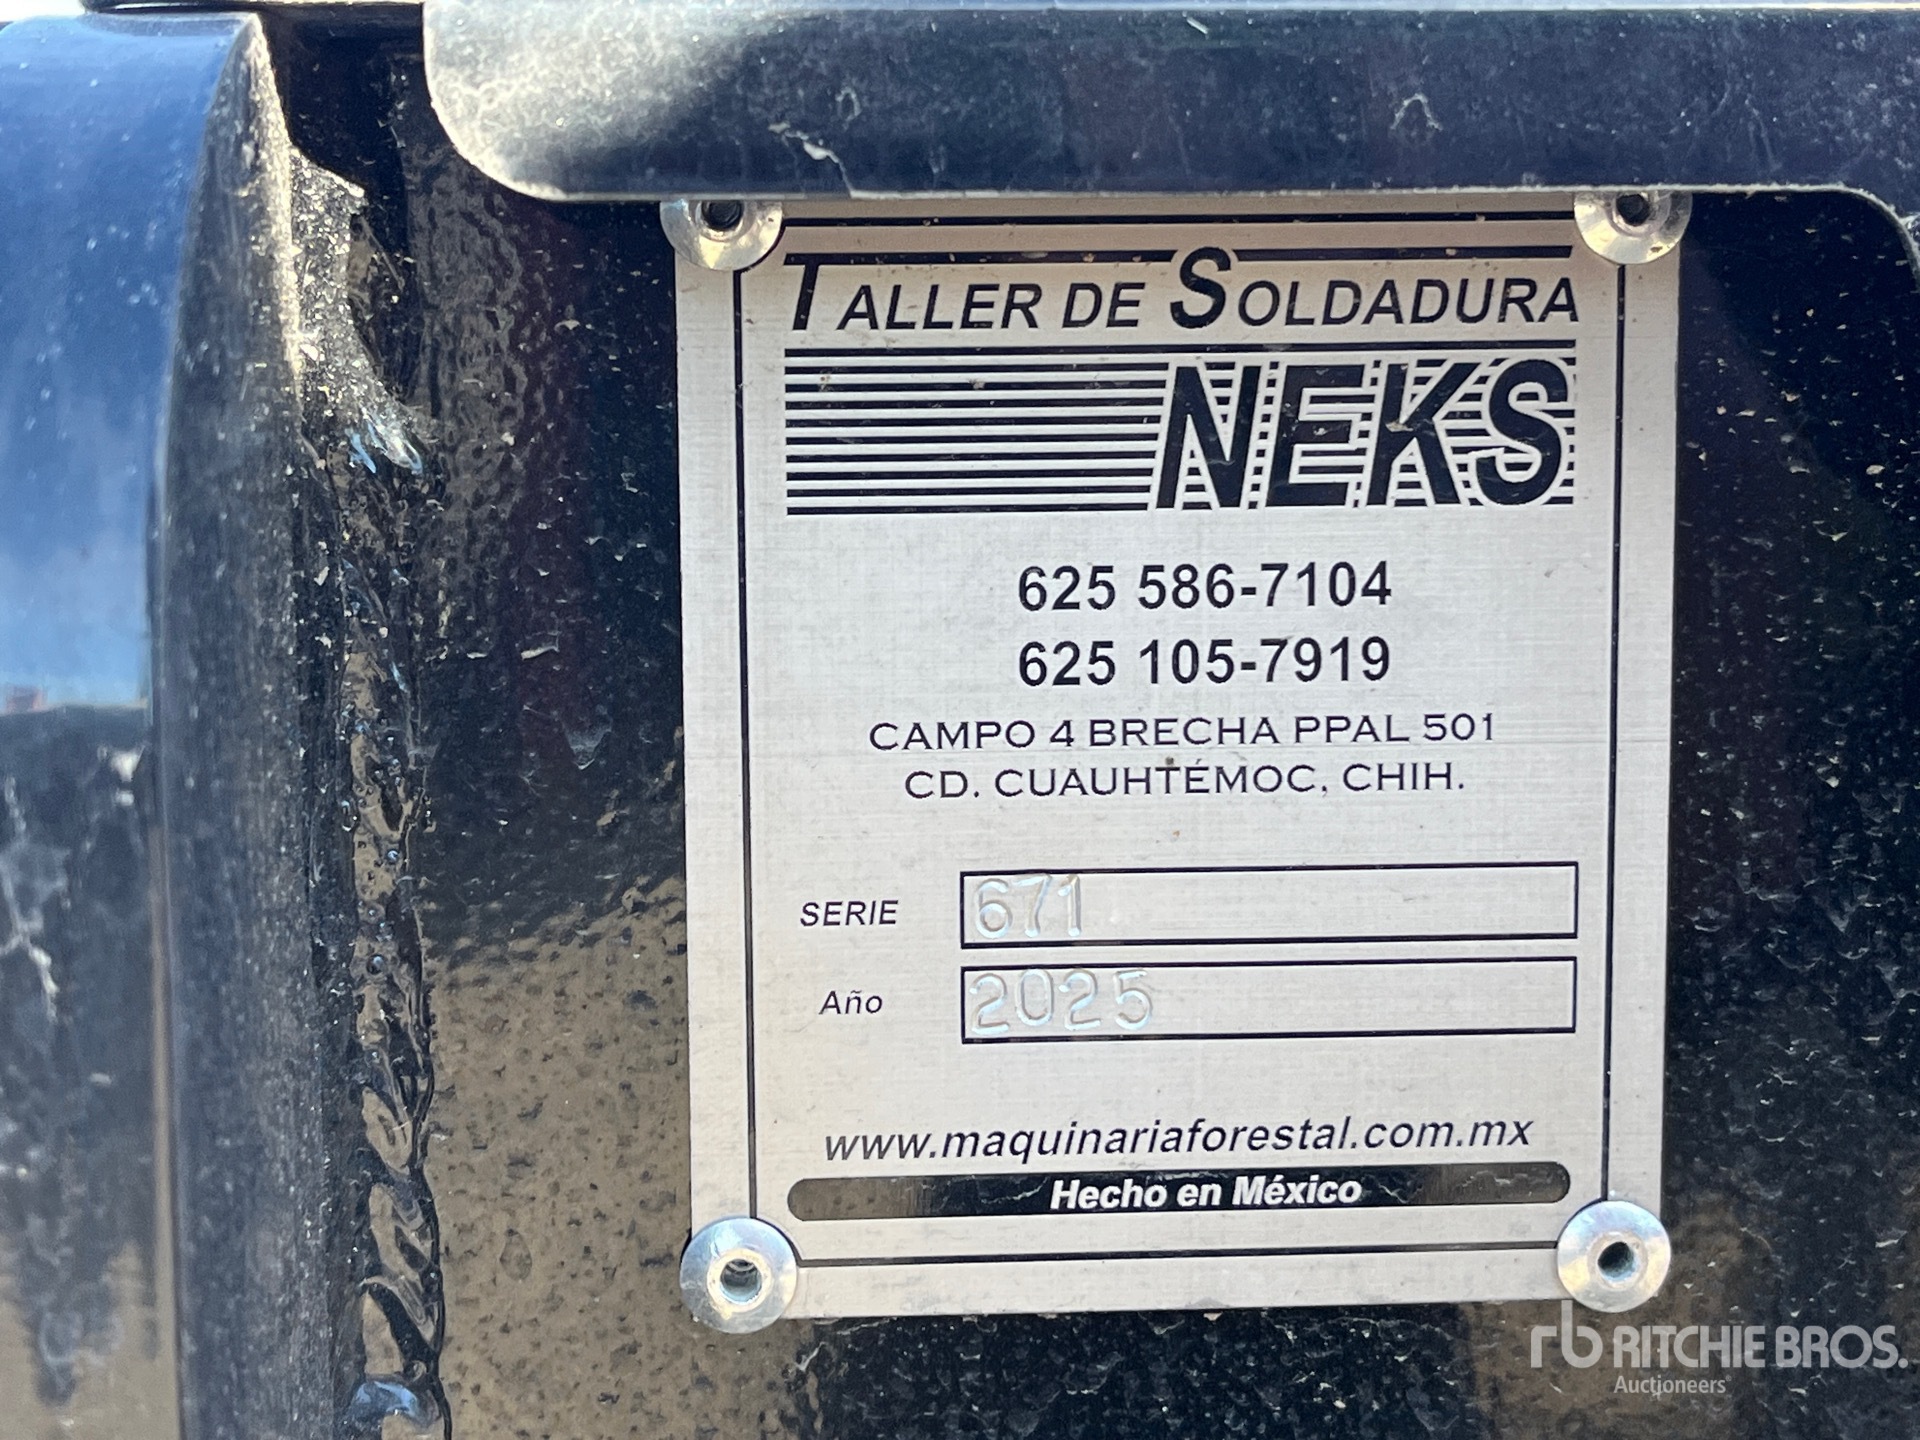 TALLER DE SOLDADURA
NEKS
625 586-7104
625 105-7919
CAMPO 4 BRECHA PPAL 501
CD. CUAUHTÉMOC, CHIH.
SERIE 671
Año 2025
www.maquinariaforestal.com.mx
Hecho en México
rb RITCHIE BROS.
Auctioneers